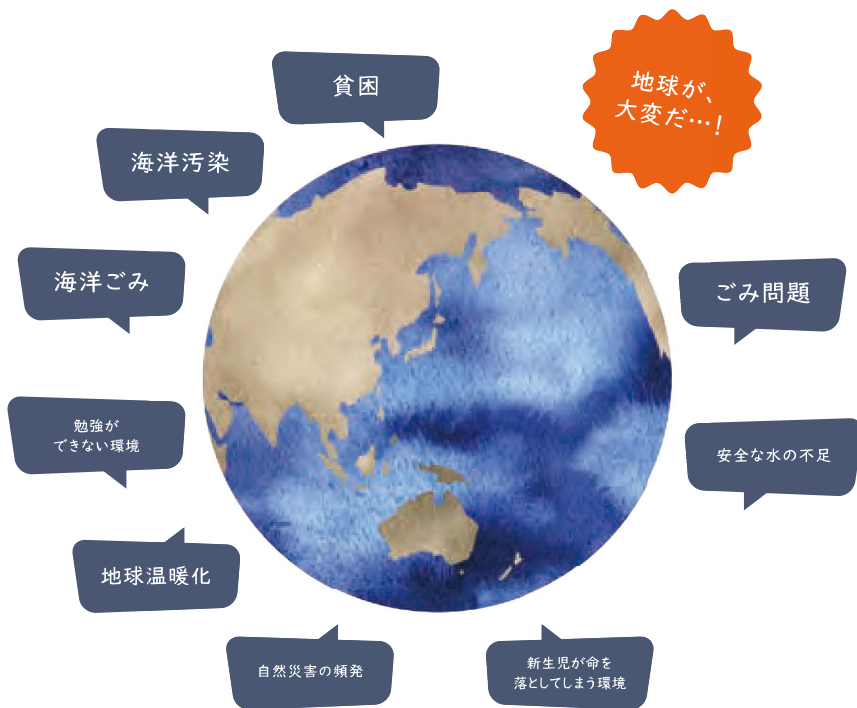 地球が、
大変だ…!
貧困
海洋汚染
海洋ごみ
ごみ問題
勉強が
できない環境
安全な水の不足
地球温暖化
自然災害の頻発
新生児が命を
落としてしまう環境